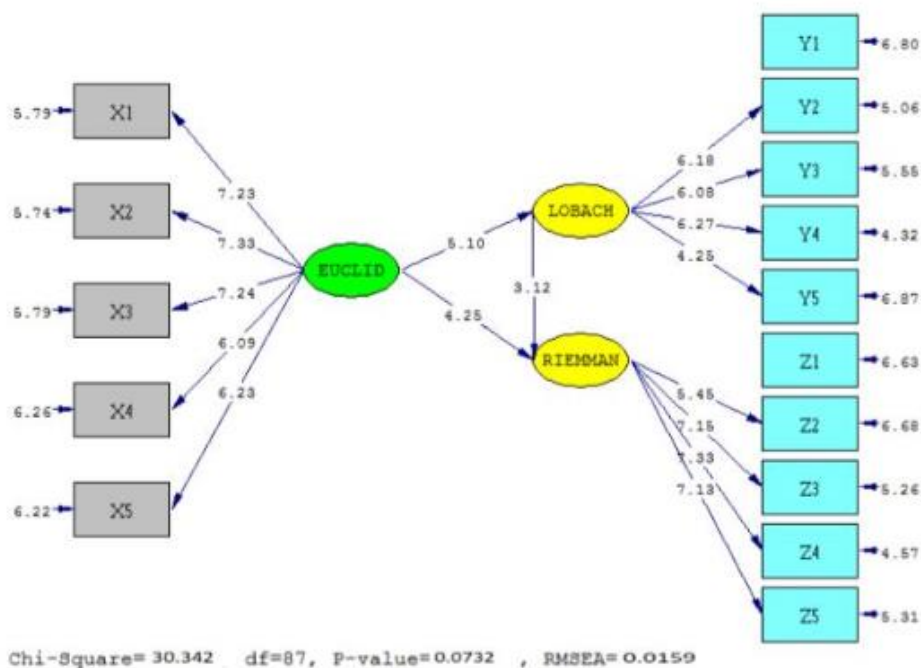 Y1
6.80
X1
5.79
Y2
5.06
7.23
6.18
Y3
5.55
X2
5.74
7.33
LOBACH
6.08
6.27
Y4
4.32
5.10
4.25
EUCLID
Y5
6.87
3.12
X3
5.79
7.24
4.25
6.09
RIEMMAN
Z1
6.63
6.23
5.45
X4
6.26
7.15
Z2
6.68
7.33
7.13
Z3
5.26
X5
6.22
Z4
4.57
Z5
5.31
Chi-Square=30.342 df=87, P-value=0.0732 , RMSEA=0.0159